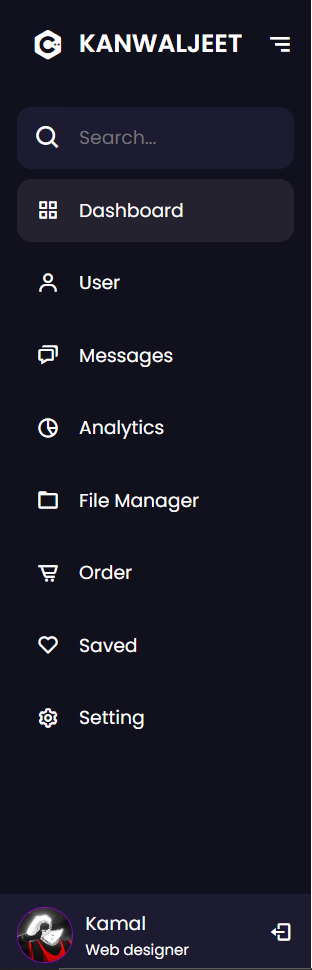 KANWALJEET
Search...
Dashboard
User
Messages
Analytics
File Manager
Order
Saved
Setting
Kamal
Web designer